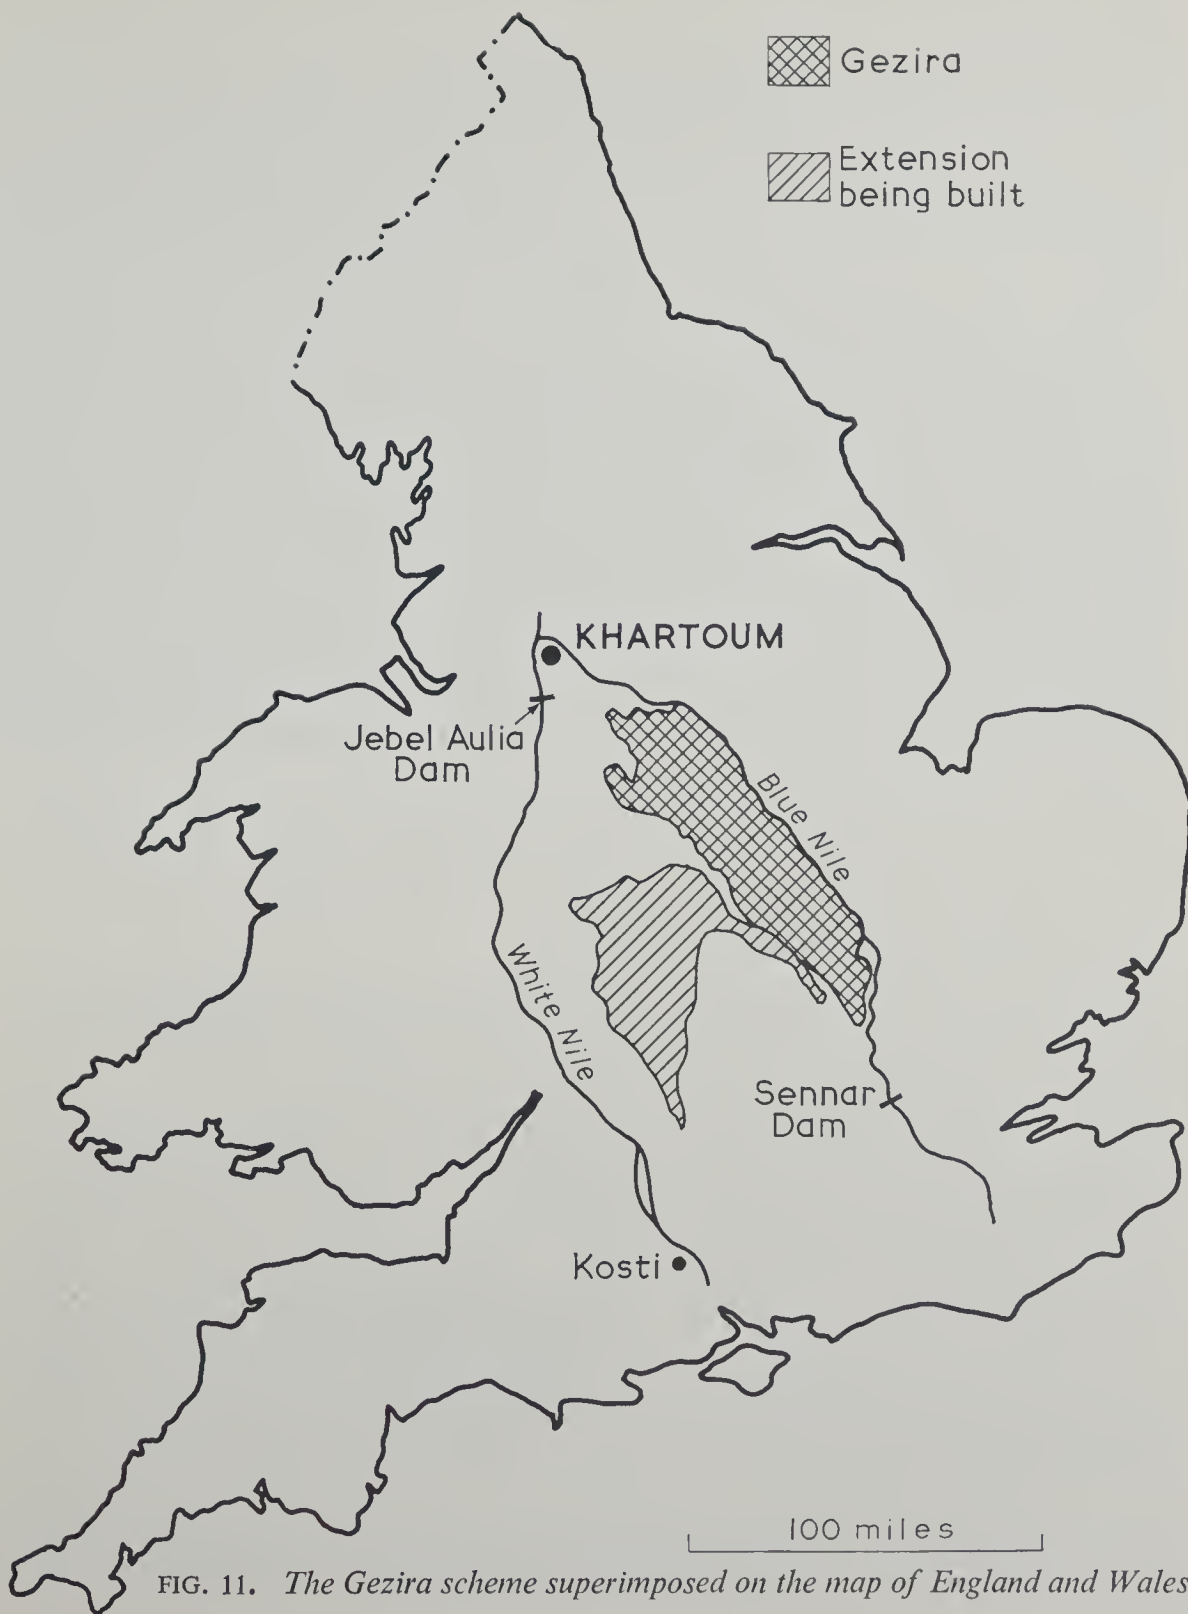 Gezira
Extension
being built
KHARTOUM
Jebel Aulia
Dam
Blue Nile
White Nile
Sennar
Dam
Kosti
100 miles
FIG. 11. The Gezira scheme superimposed on the map of England and Wales